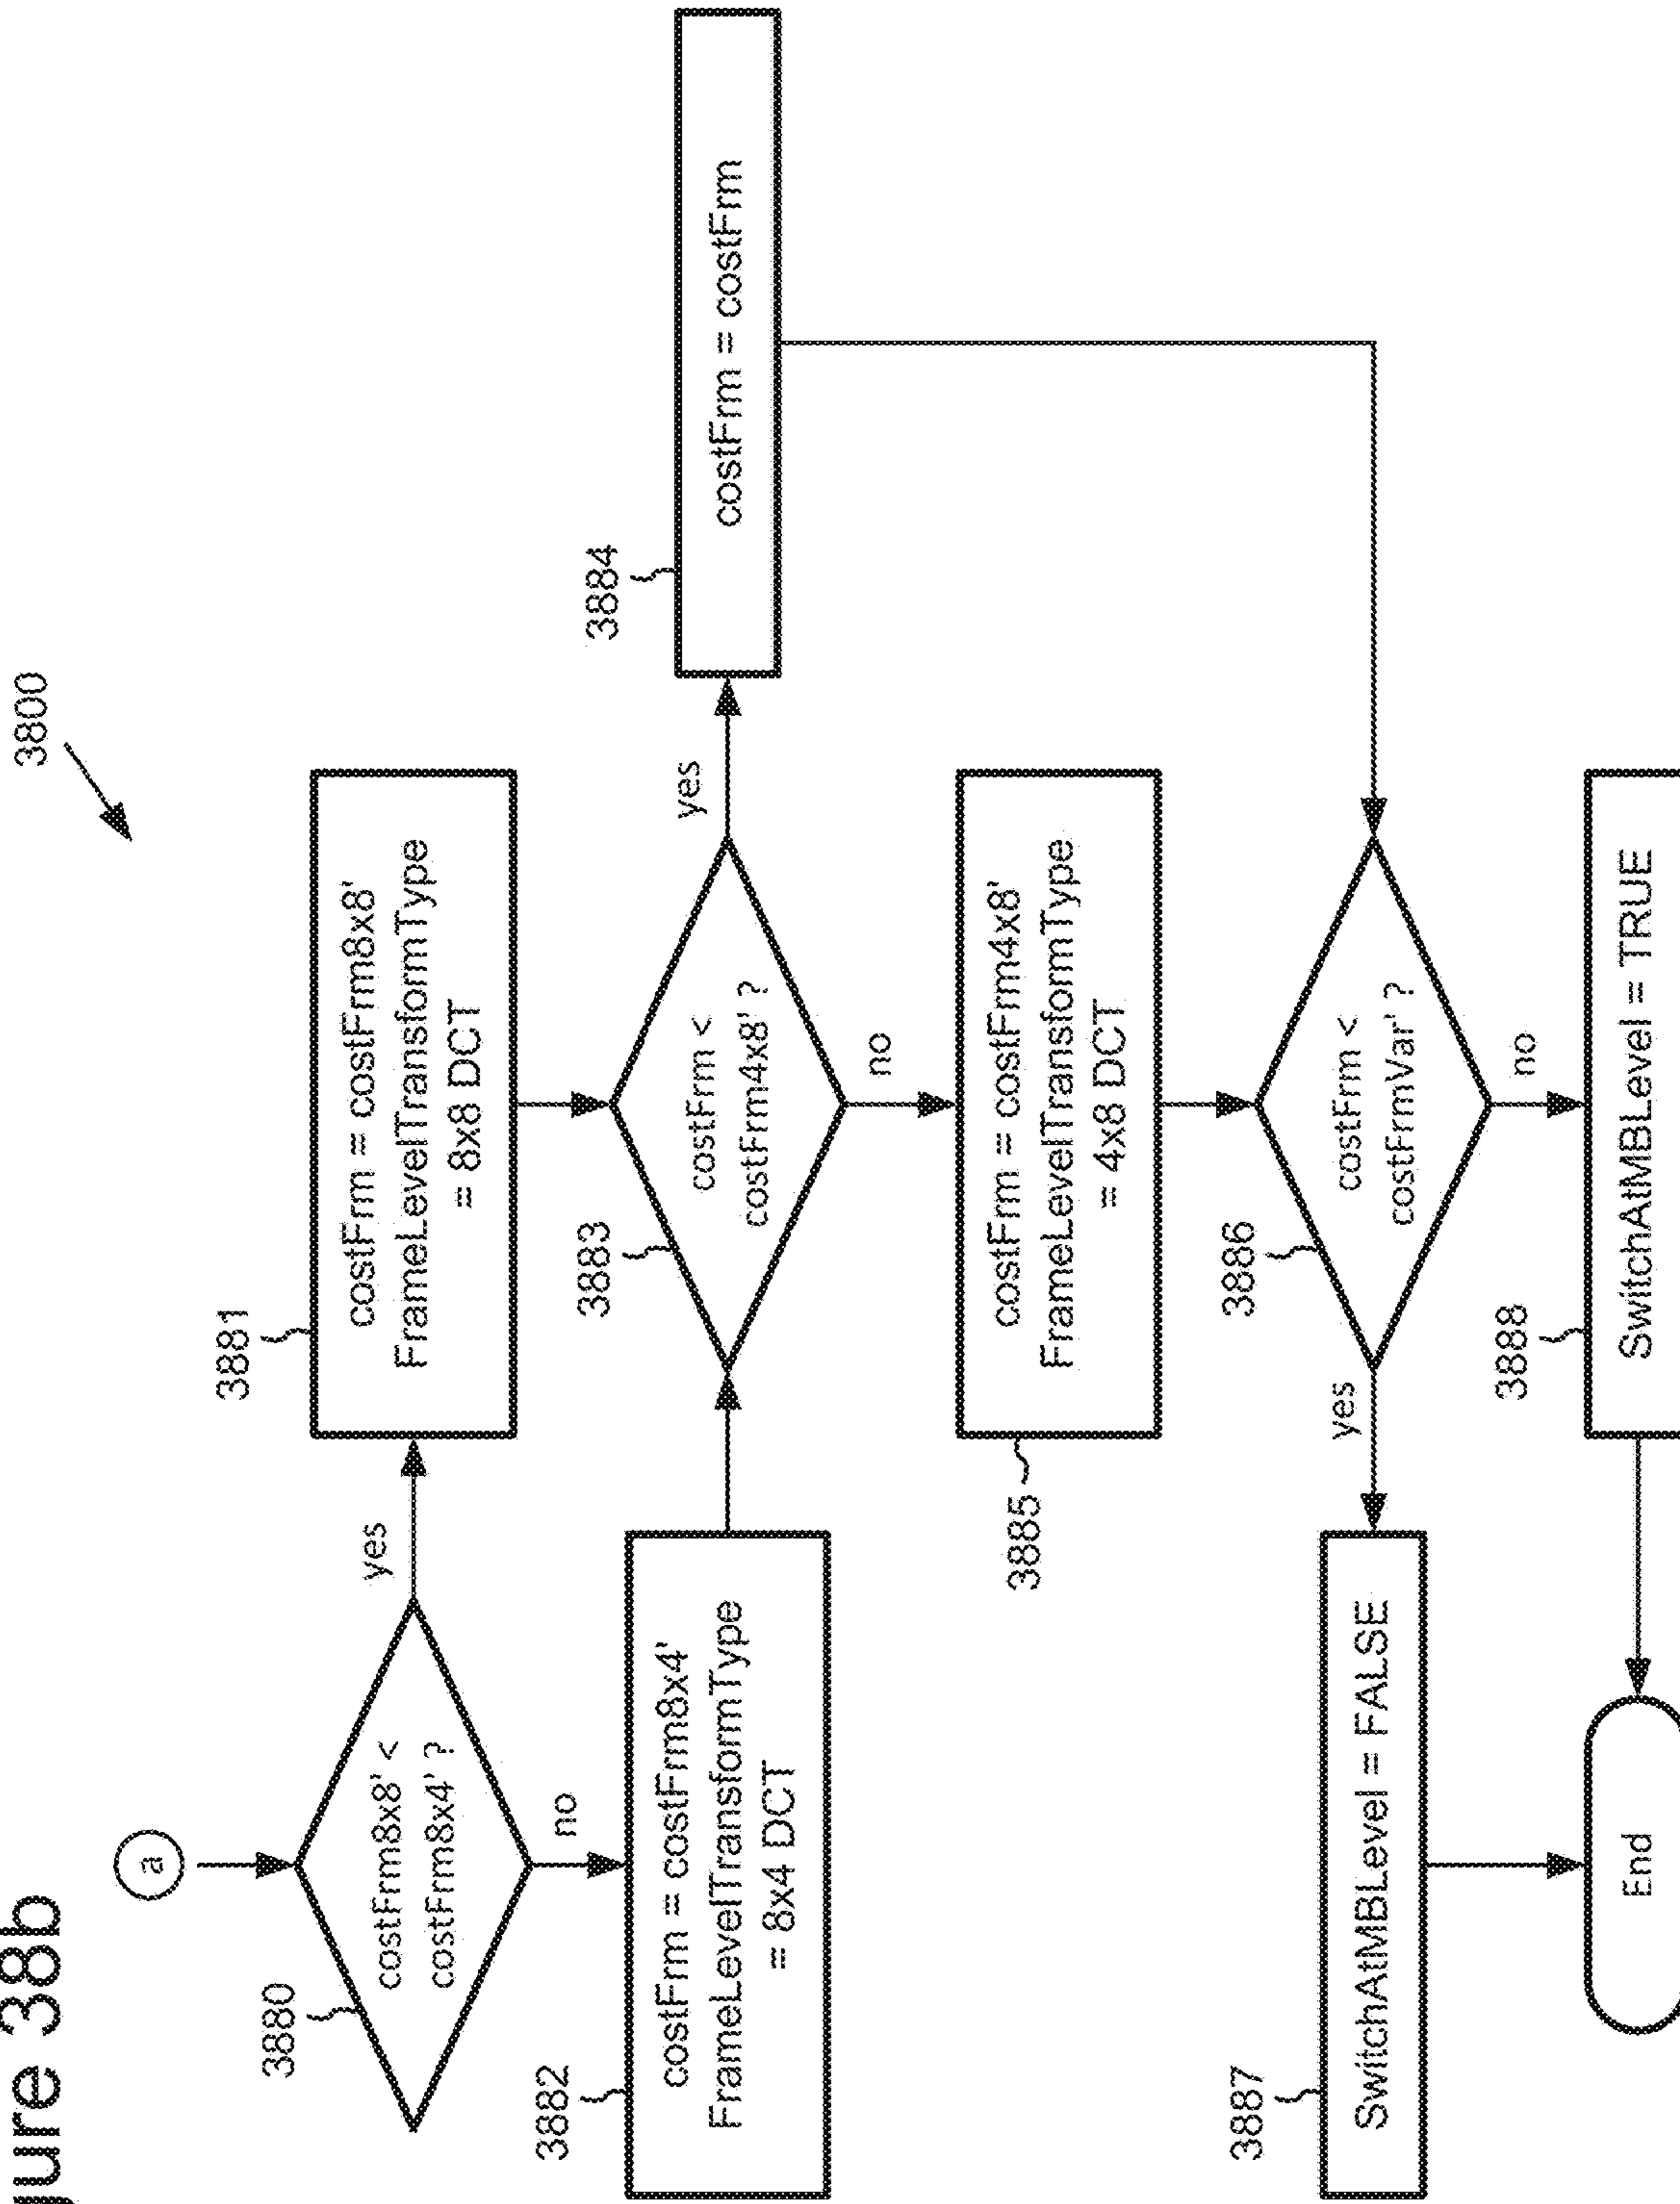 3800
a
3880
costFrm8x8' <
costFrm8x4' ?
yes
no
3881
costFrm = costFrm8x8'
FrameLevelTransformType
= 8x8 DCT
3882
costFrm = costFrm8x4'
FrameLevelTransformType
= 8x4 DCT
3883
costFrm <
costFrm4x8' ?
yes
no
3884
costFrm = costFrm
3885
costFrm = costFrm4x8'
FrameLevelTransformType
= 4x8 DCT
3886
costFrm <
costFrmVar' ?
yes
no
3887
SwitchAtMBLevel = FALSE
3888
SwitchAtMBLevel = TRUE
End
38b